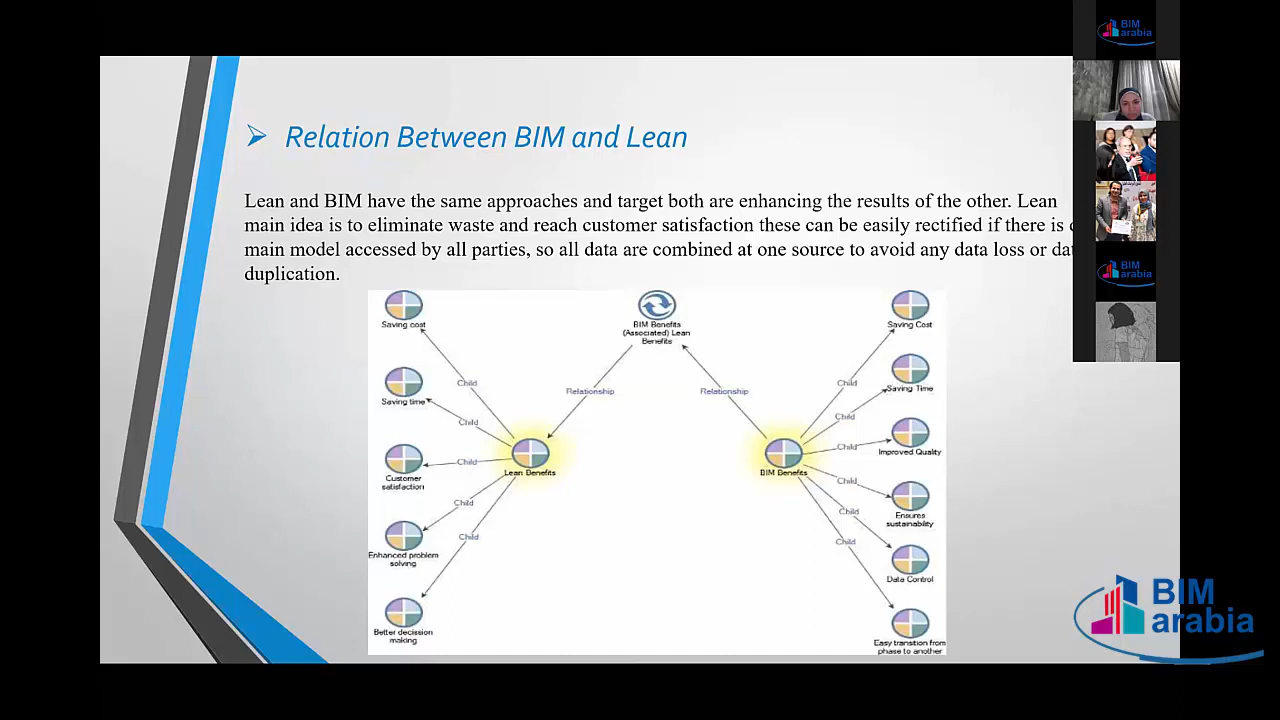 Relation Between BIM and Lean
Lean and BIM have the same approaches and target both are enhancing the results of the other. Lean
main idea is to eliminate waste and reach customer satisfaction these can be easily rectified if there is
main model accessed by all parties, so all data are combined at one source to avoid any data loss or
duplication.
Saving cost
Saving time
Customer
satisfaction
Enhanced problem
solving
Better decission
making
Child
Child
Child
Child
Child
Lean Benefits
Relationship
BIM Benefits
(Associated) Lean
Benefits
Relationship
BIM Benefits
Child
Child
Child
Child
Child
Child
Saving Cost
Saving Time
Improved Quality
Ensures
sustainability
Data Control
Easy transition from
phase to another
BIM
arabia
BIM
arabia
BIM
arabia